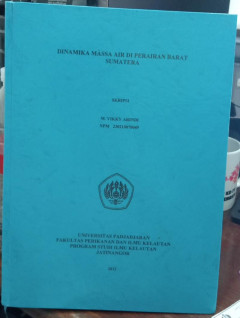 DINAMIKA MASSA AIR DI PERAIRAN BARAT
SUMATERA
SKRIPSI
NPM
UNIVERSITAS PADJADJARAN
FAKULTAS PERIKANAN DAN ILMU KELAUTAN
PROGRAM STUDI ILMU KELAUTAN
JATINANGOR